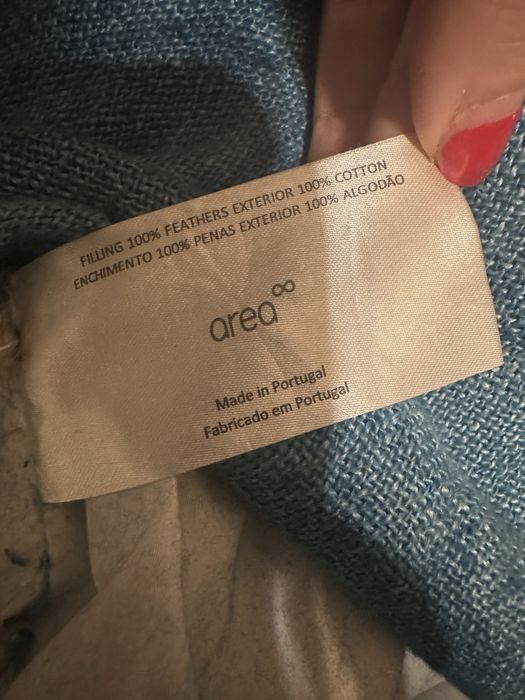 FILLING 100% FEATHERS EXTERIOR 100% COTTON
ENCHIMENTO 100% PENAS EXTERIOR 100% ALGODÃO
area∞
Made in Portugal
Fabricado em Portugal